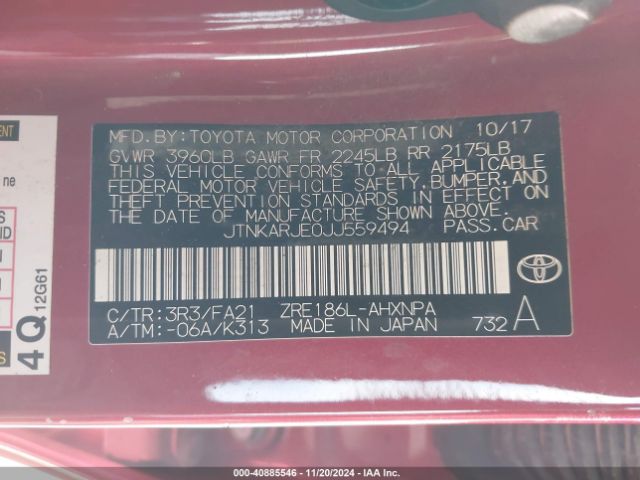 MFD. BY: TOYOTA MOTOR CORPORATION 10/17
GVWR 3960LB GAWR FR 2245LB RR 2175LB
THIS VEHICLE CONFORMS TO ALL APPLICABLE
FEDERAL MOTOR VEHICLE SAFETY, BUMPER, AND
THEFT PREVENTION STANDARDS IN EFFECT ON
THE DATE OF MANUFACTURE SHOWN ABOVE.
JTNKARJE0JJ559494 PASS. CAR
C/TR: 3R3/FA21 ZRE186L-AHXNPA
A/TM: -06A/K313 MADE IN JAPAN 732 A
ne
4Q 12G61
000-40885546 — 11/20/2024 — IAA Inc.